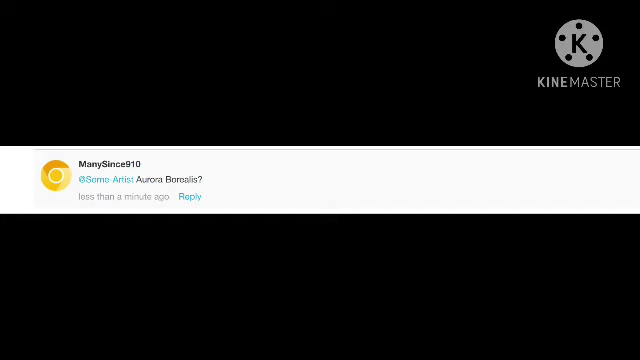 K
KINEMASTER
ManySince910
@Some-Artist Aurora Borealis?
less than a minute ago Reply